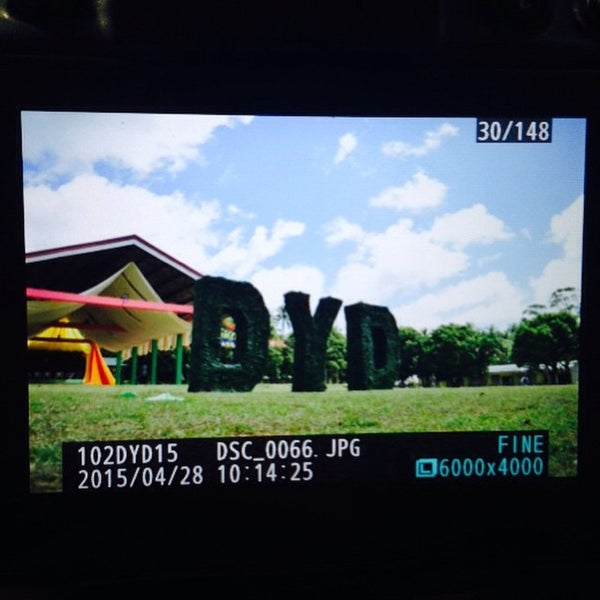 30/148
DYD
102DYD15 DSC_0066.JPG FINE
2015/04/28 10:14:25 L 6000x4000